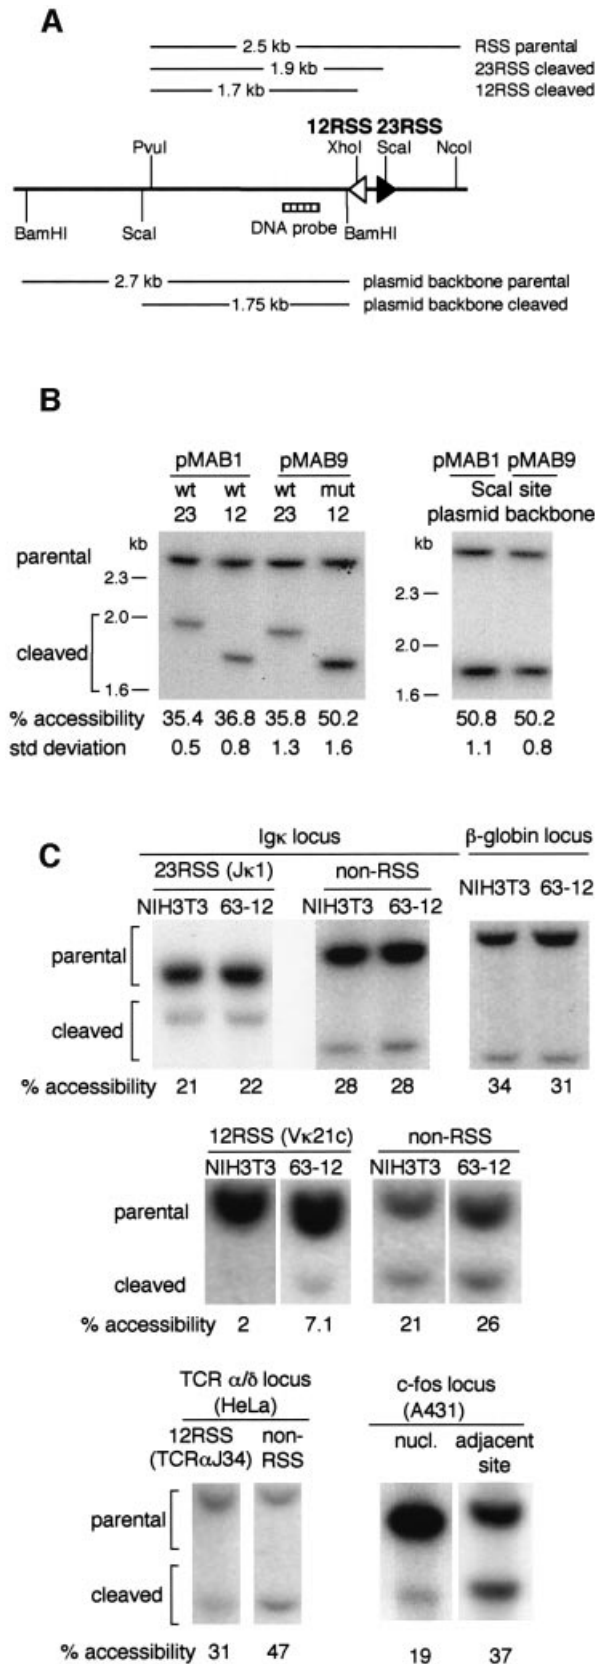 A
2.5 kb RSS parental
1.9 kb 23RSS cleaved
1.7 kb 12RSS cleaved
12RSS 23RSS
PvuI XhoI ScaI NcoI
BamHI ScaI DNA probe BamHI
2.7 kb plasmid backbone parental
1.75 kb plasmid backbone cleaved
B
pMAB1 pMAB9 pMAB1 pMAB9
wt wt wt mut ScaI site
23 12 23 12 plasmid backbone
kb kb
parental
2.3
2.3
2.0
2.0
cleaved
1.6
1.6
% accessibility 35.4 36.8 35.8 50.2 50.8 50.2
std deviation 0.5 0.8 1.3 1.6 1.1 0.8
C
Igκ locus β-globin locus
23RSS (Jκ1) non-RSS
NIH3T3 63-12 NIH3T3 63-12 NIH3T3 63-12
parental
cleaved
% accessibility 21 22 28 28 34 31
12RSS (Vκ21c) non-RSS
NIH3T3 63-12 NIH3T3 63-12
parental
cleaved
% accessibility 2 7.1 21 26
TCR α/δ locus c-fos locus
(HeLa) (A431)
12RSS non- nucl. adjacent
(TCRαJ34) RSS site
parental
cleaved
% accessibility 31 47 19 37